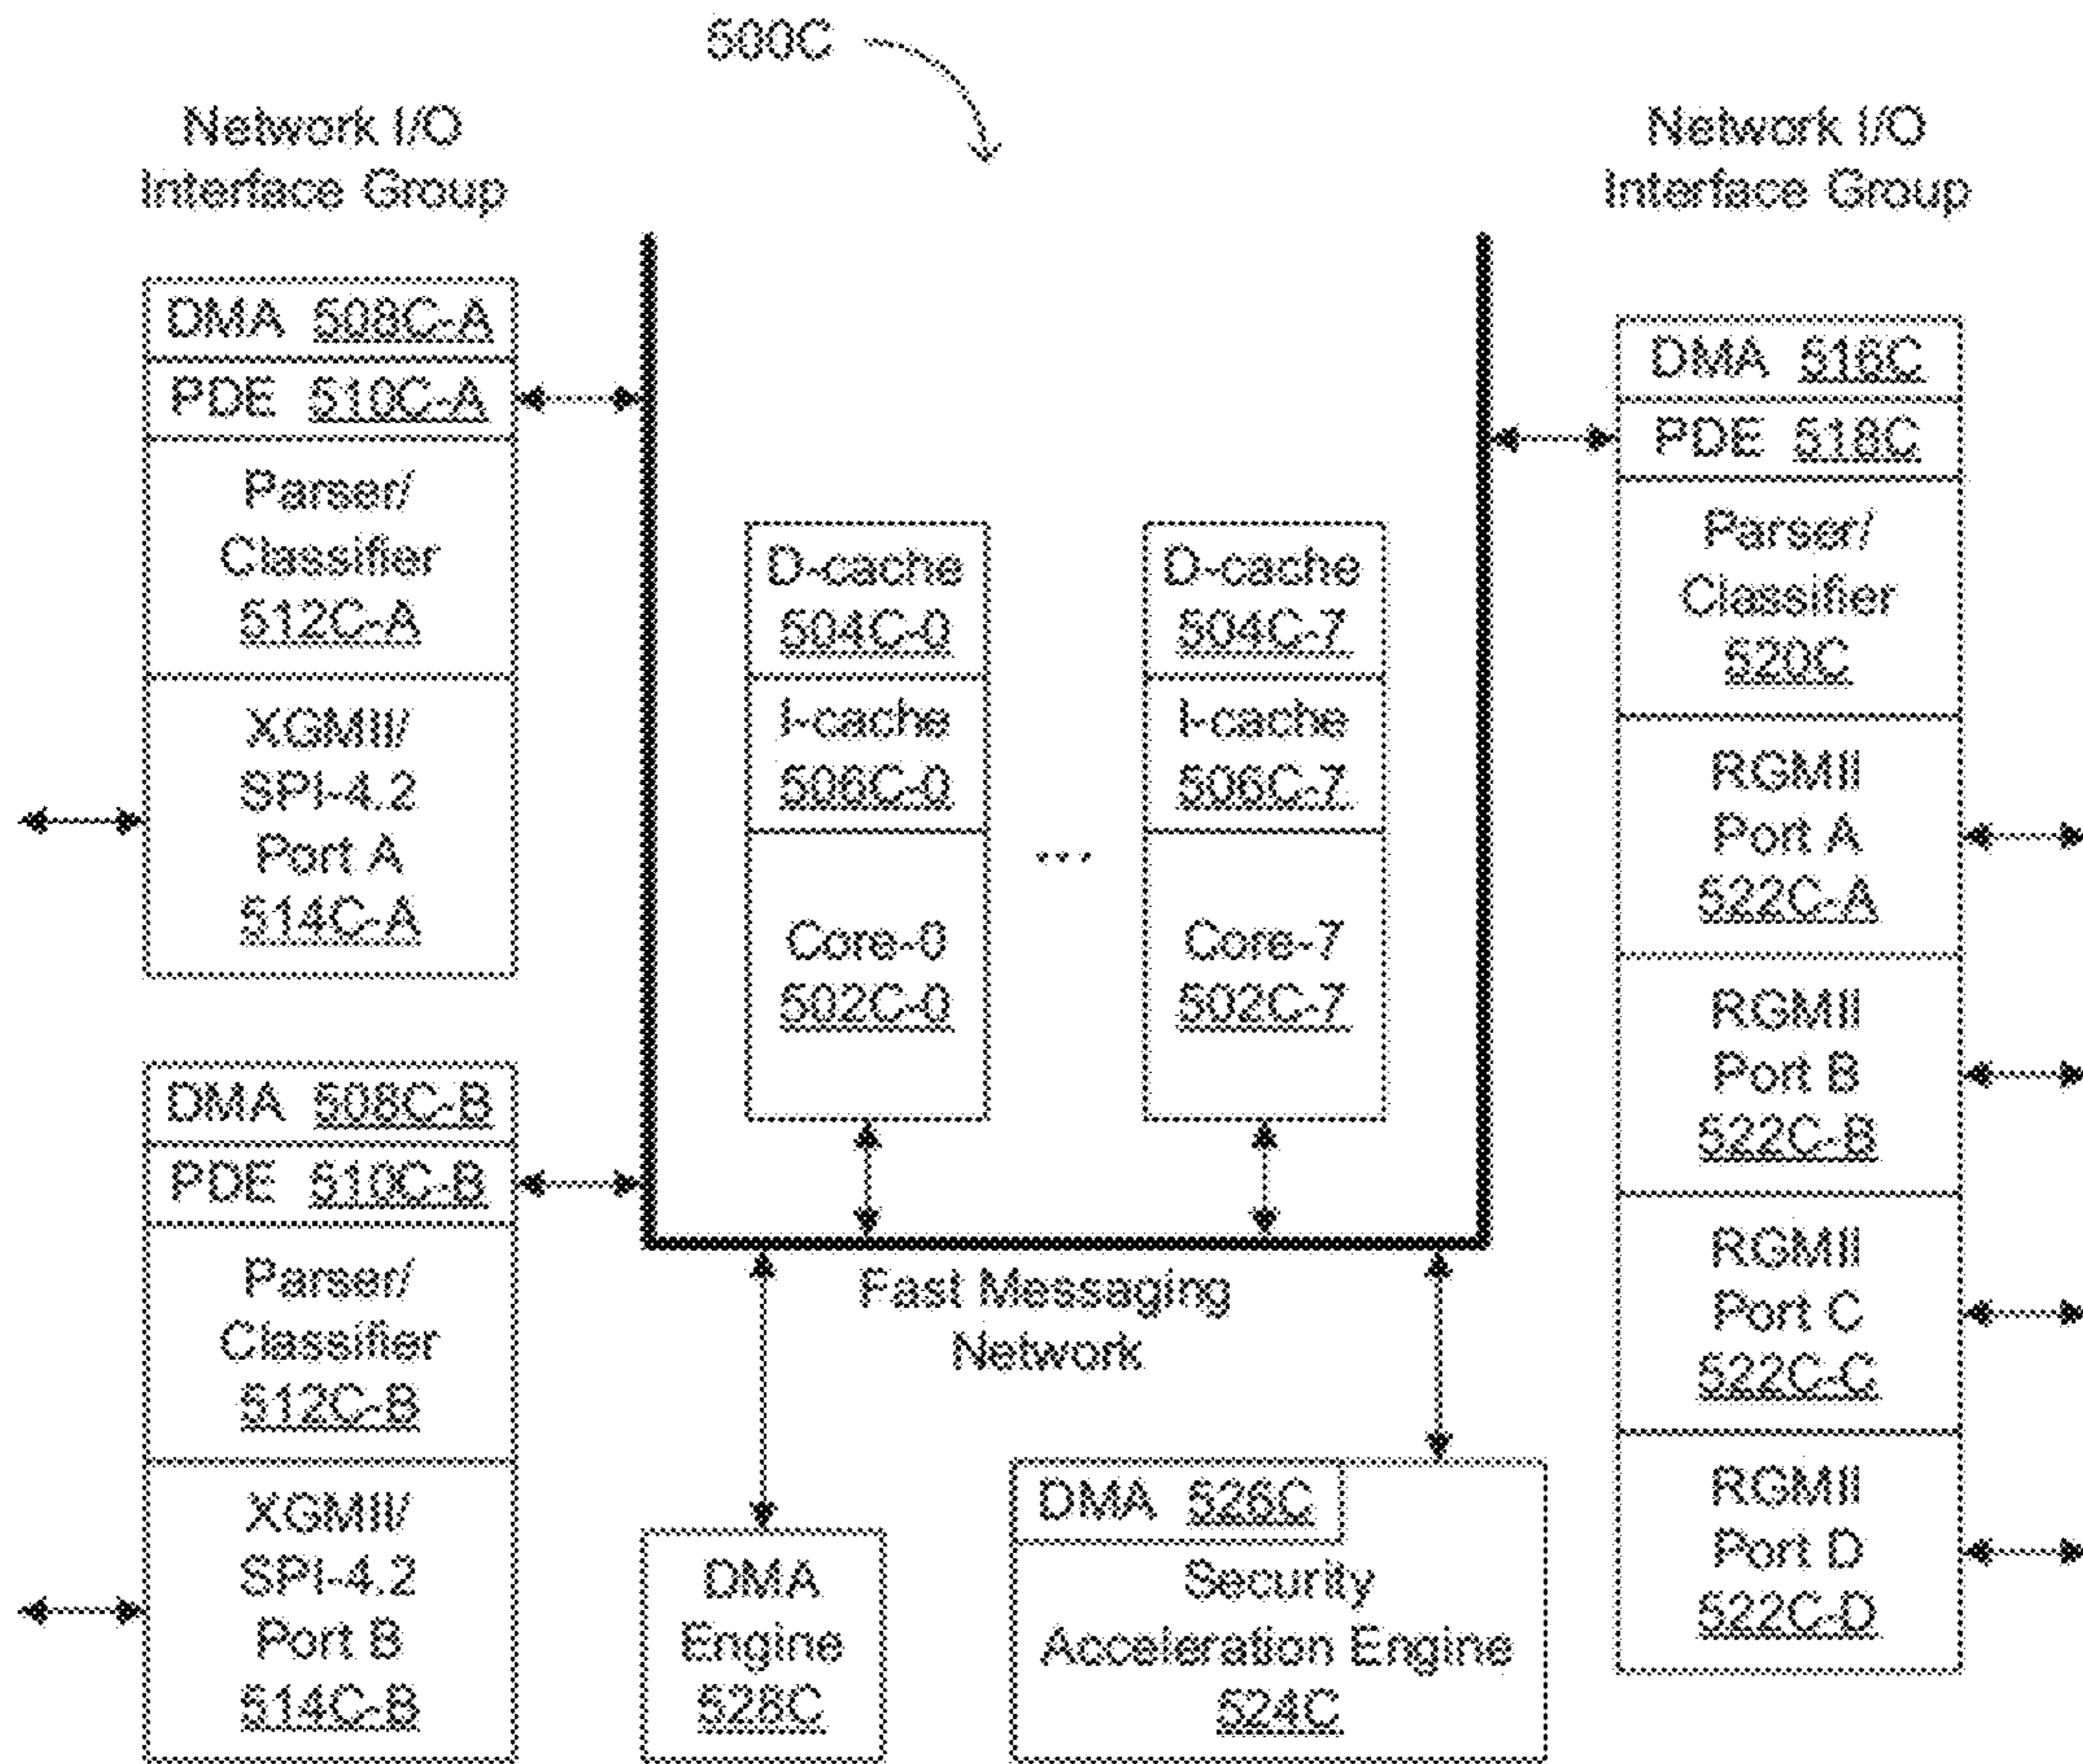 500C
Network I/O
Interface Group
DMA 508C-A
PDE 510C-A
Parser/
Classifier
512C-A
XGMII/
SPI-4.2
Port A
514C-A
DMA 508C-B
PDE 510C-B
Parser/
Classifier
512C-B
XGMII/
SPI-4.2
Port B
514C-B
D-cache
504C-0
I-cache
506C-0
Core-0
502C-0
...
D-cache
504C-7
I-cache
506C-7
Core-7
502C-7
Fast Messaging
Network
DMA
Engine
528C
DMA 526C
Security
Acceleration Engine
524C
Network I/O
Interface Group
DMA 516C
PDE 518C
Parser/
Classifier
520C
RGMII
Port A
522C-A
RGMII
Port B
522C-B
RGMII
Port C
522C-C
RGMII
Port D
522C-D